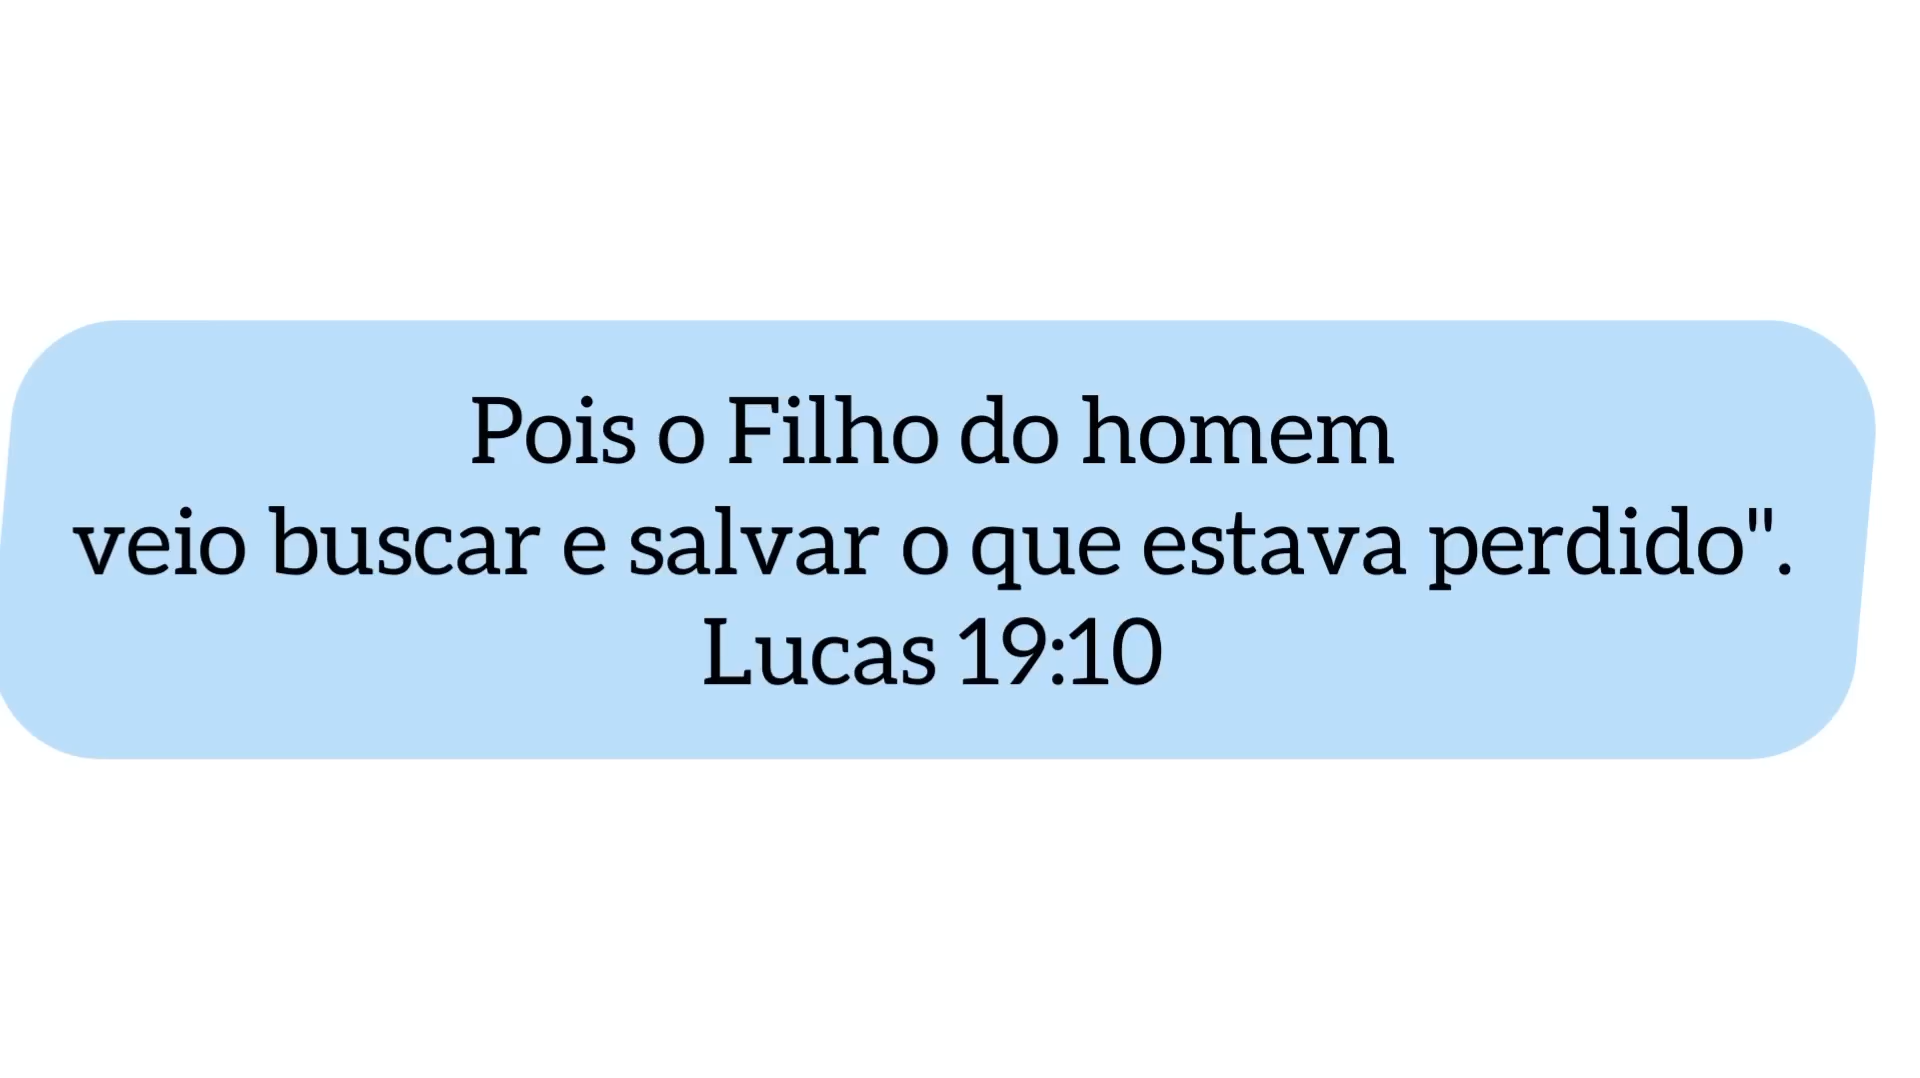 Pois o Filho do homem
veio buscar e salvar o que estava perdido".
Lucas 19:10